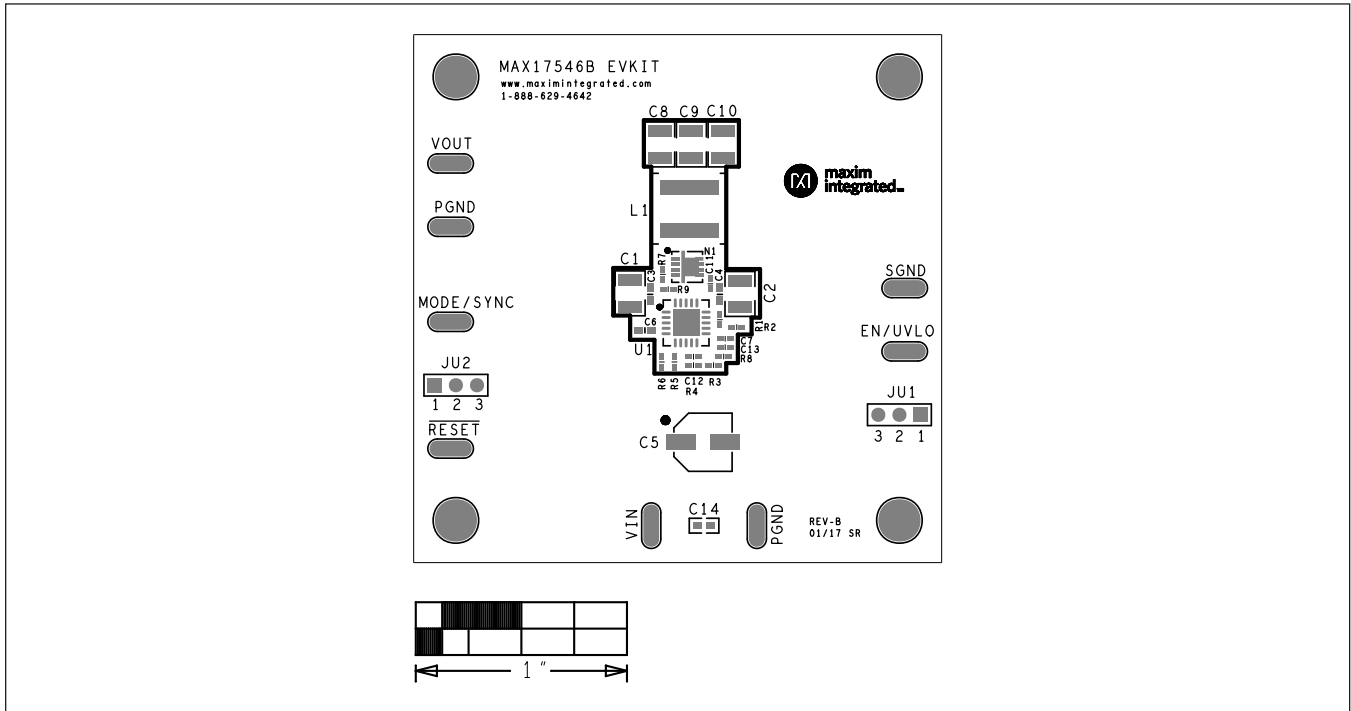 MAX17546B EVKIT
www.maximintegrated.com
1-888-629-4642
C8 C9 C10
VOUT
maxim
integrated™
PGND
L1
N1
R7
C11
C1
C3
C4
C2
R9
SGND
MODE/SYNC
C6
R1
R2
EN/UVLO
U1
C7
C13
R8
JU2
1 2 3
R6
R5
C12
R3
R4
JU1
3 2 1
RESET
C5
C14
VIN
PGND
REV-B
01/17 SR
1 "